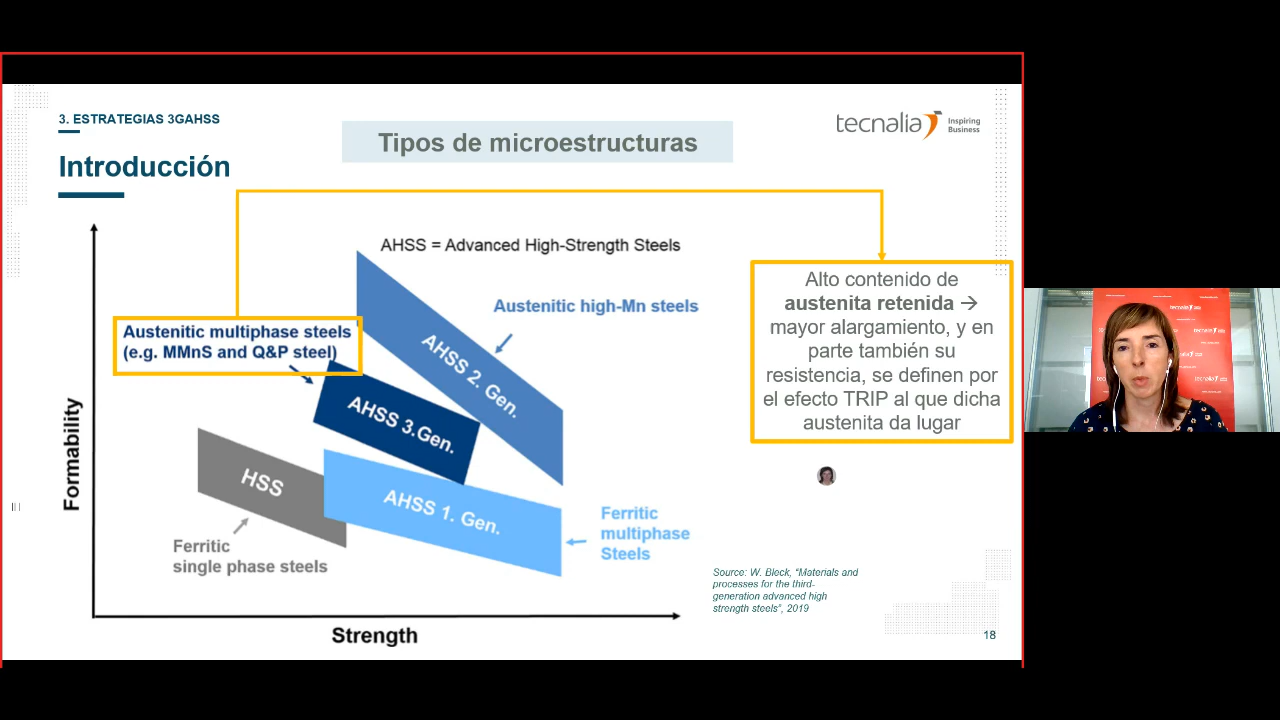 3. ESTRATEGIAS 3GAHSS
Introducción
Tipos de microestructuras
tecnalia
Inspiring
Business
AHSS = Advanced High-Strength Steels
Austenitic high-Mn steels
Austenitic multiphase steels
(e.g. MMnS and Q&P steel)
AHSS 2. Gen.
AHSS 3.Gen.
HSS
AHSS 1. Gen.
Ferritic
single phase steels
Ferritic
multiphase
Steels
Formability
Strength
Alto contenido de
austenita retenida →
mayor alargamiento, y en
parte también su
resistencia, se definen por
el efecto TRIP al que dicha
austenita da lugar
Source: W. Bleck, "Materials and
processes for the third-
generation advanced high
strength steels", 2019
18
tecnalia
tecnalia
tecnalia